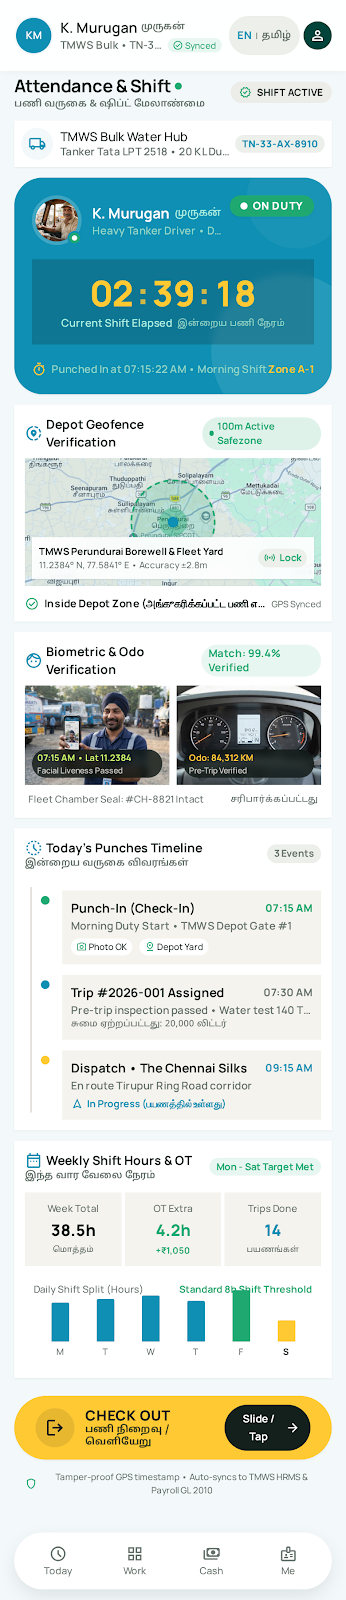 KM
K. Murugan முருகன்
TMWS Bulk • TN-3... Synced
EN | தமிழ்
Attendance & Shift
பணி வருகை & ஷிப்ட் மேலாண்மை
SHIFT ACTIVE
TMWS Bulk Water Hub
Tanker Tata LPT 2518 • 20 KL Du...
TN-33-AX-8910
K. Murugan முருகன்
ON DUTY
Heavy Tanker Driver • D...
02 : 39 : 18
Current Shift Elapsed இன்றைய பணி நேரம்
Punched In at 07:15:22 AM • Morning Shift Zone A-1
Depot Geofence Verification
100m Active Safezone
Thuduppathi
துடுப்பதி
Solipalayam
சோளிபாளையம்
Seenapuram
சீனாபுரம்
Mettukadai
மேட்டுக்கடை
TMWS Perundurai Borewell & Fleet Yard
11.2384° N, 77.5841° E • Accuracy ±2.8m
Lock
விஜயபுரி
Ingur
Inside Depot Zone (அங்கீகரிக்கப்பட்ட பணி எ...
GPS Synced
Biometric & Odo Verification
Match: 99.4% Verified
07:15 AM • Lat 11.2384
Facial Liveness Passed
Odo: 84,312 KM
Pre-Trip Verified
Fleet Chamber Seal: #CH-8821 Intact
சரிபார்க்கப்பட்டது
Today's Punches Timeline
இன்றைய வருகை விவரங்கள்
3 Events
Punch-In (Check-In) 07:15 AM
Morning Duty Start • TMWS Depot Gate #1
Photo OK Depot Yard
Trip #2026-001 Assigned 07:30 AM
Pre-trip inspection passed • Water test 140 T...
சுமை ஏற்றப்பட்டது: 20,000 லிட்டர்
Dispatch • The Chennai Silks 09:15 AM
En route Tirupur Ring Road corridor
In Progress (பயணத்தில் உள்ளது)
Weekly Shift Hours & OT
இந்த வார வேலை நேரம்
Mon - Sat Target Met
Week Total
38.5h
மொத்தம்
OT Extra
4.2h
+₹1,050
Trips Done
14
பயணங்கள்
Daily Shift Split (Hours) Standard 8h Shift Threshold
M T W T F S
CHECK OUT
பணி நிறைவு / வெளியேறு
Slide / Tap
Tamper-proof GPS timestamp • Auto-syncs to TMWS HRMS &
Payroll GL 2010
Today Work Cash Me